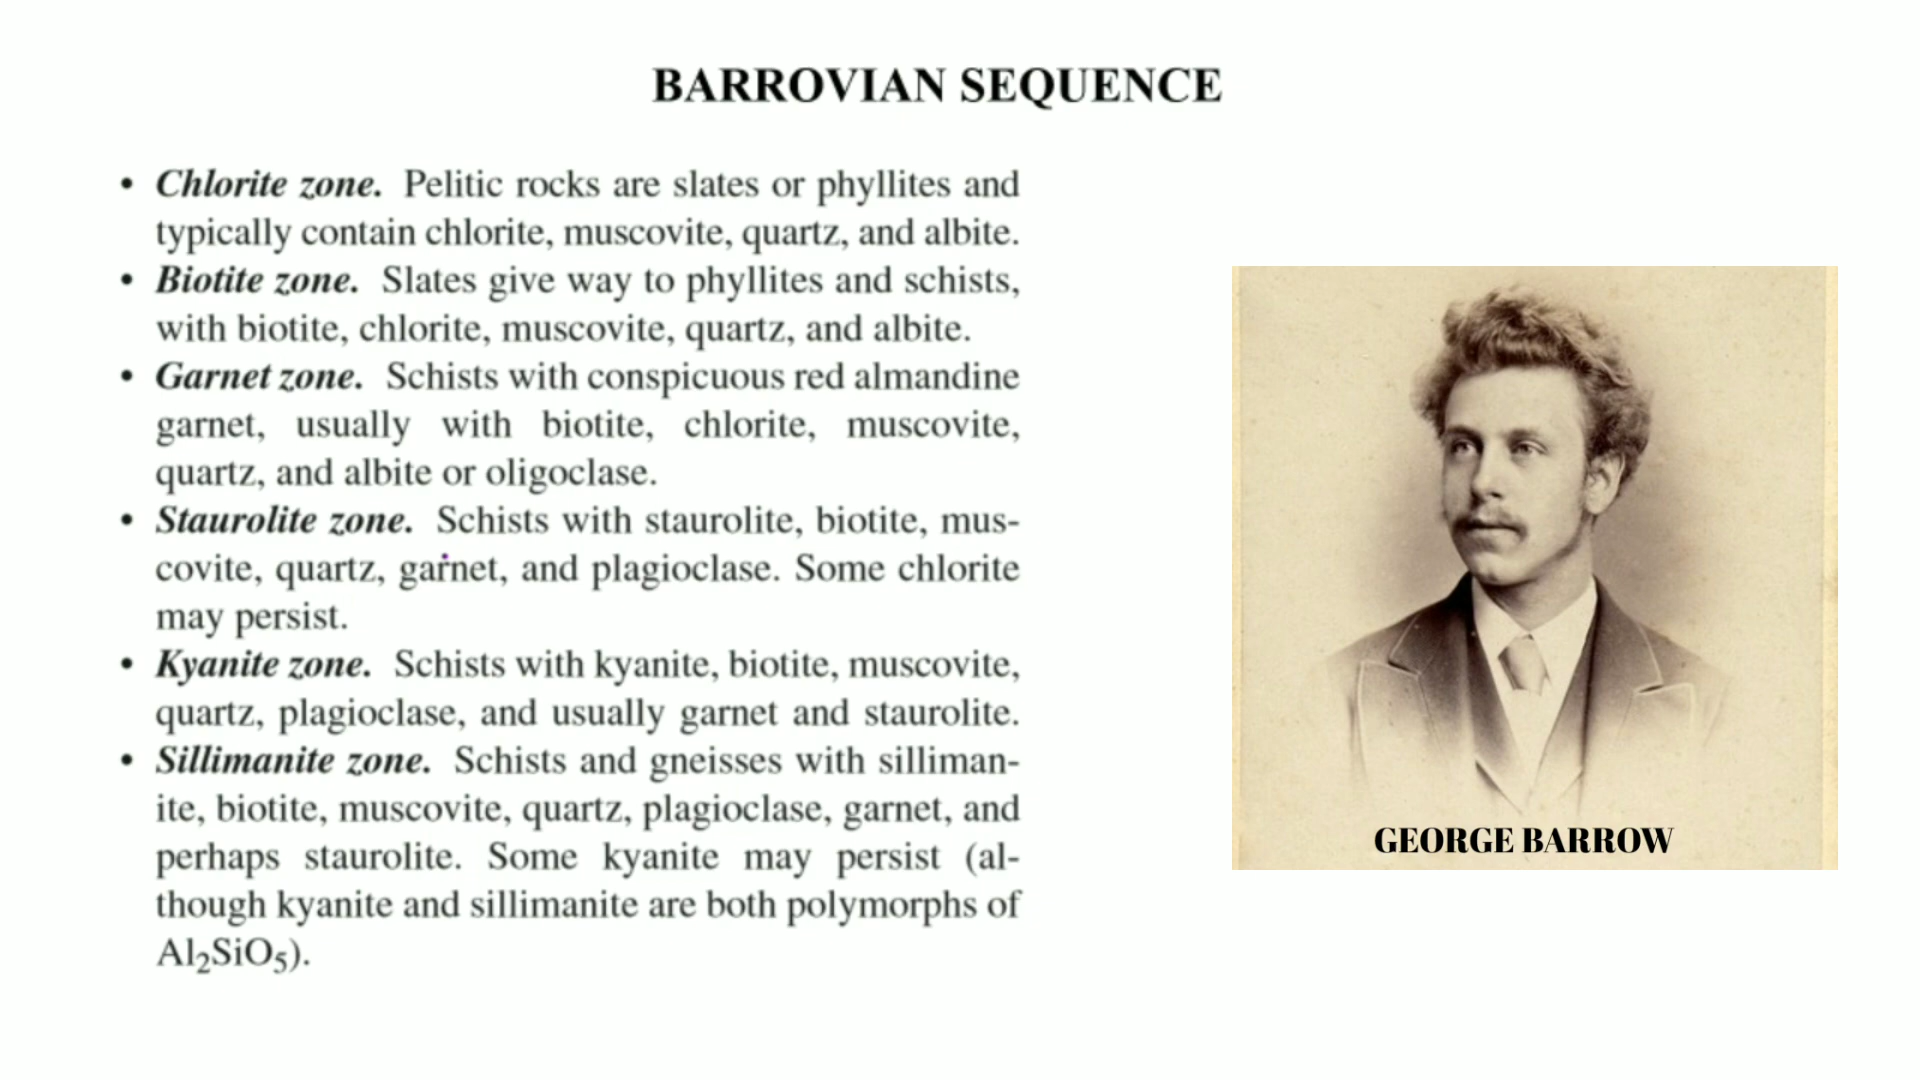 BARROVIAN SEQUENCE
• Chlorite zone. Pelitic rocks are slates or phyllites and
typically contain chlorite, muscovite, quartz, and albite.
• Biotite zone. Slates give way to phyllites and schists,
with biotite, chlorite, muscovite, quartz, and albite.
• Garnet zone. Schists with conspicuous red almandine
garnet, usually with biotite, chlorite, muscovite,
quartz, and albite or oligoclase.
• Staurolite zone. Schists with staurolite, biotite, mus-
covite, quartz, garnet, and plagioclase. Some chlorite
may persist.
• Kyanite zone. Schists with kyanite, biotite, muscovite,
quartz, plagioclase, and usually garnet and staurolite.
• Sillimanite zone. Schists and gneisses with silliman-
ite, biotite, muscovite, quartz, plagioclase, garnet, and
perhaps staurolite. Some kyanite may persist (al-
though kyanite and sillimanite are both polymorphs of
Al₂SiO₅).
GEORGE BARROW